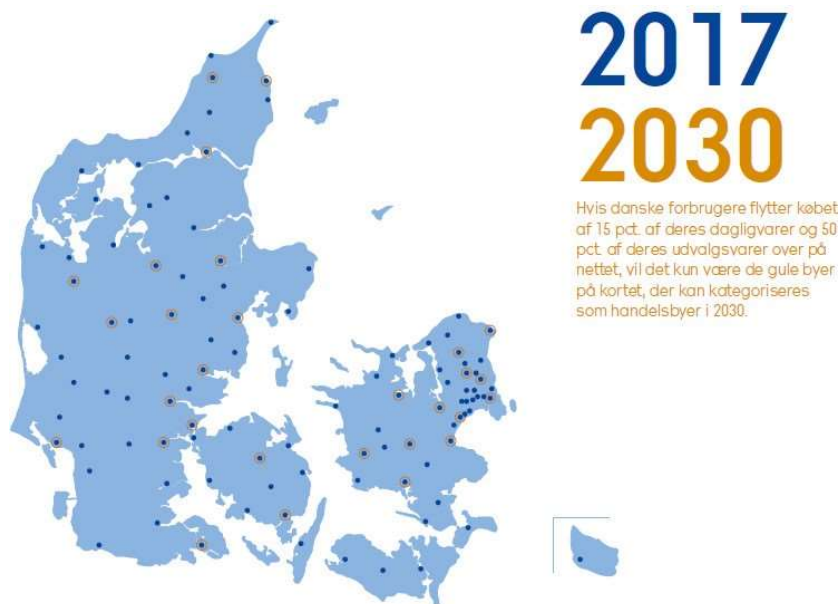 2017
2030
Hvis danske forbrugere flytter købet
af 15 pct. af deres dagligvarer og 50
pct. af deres udvalgsvarer over på
nettet, vil det kun være de gule byer
på kortet, der kan kategoriseres
som handelsbyer i 2030.